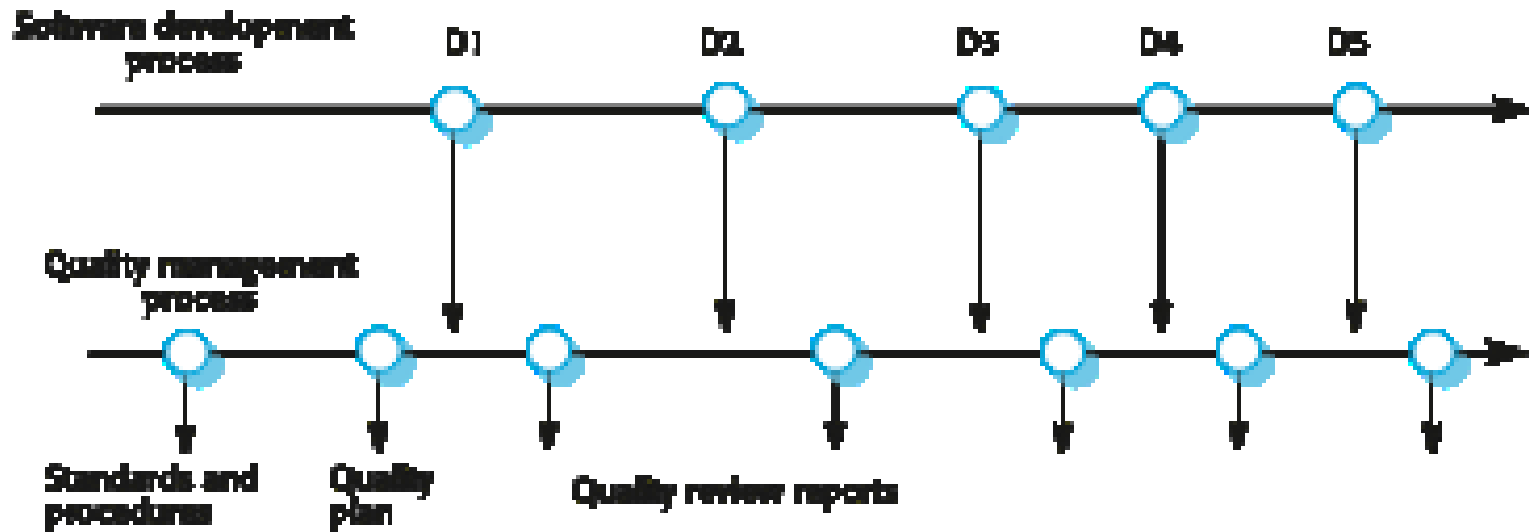 Software development
process
D1
D2
D3
D4
D5
Quality management
process
Standards and
procedures
Quality
plan
Quality review reports